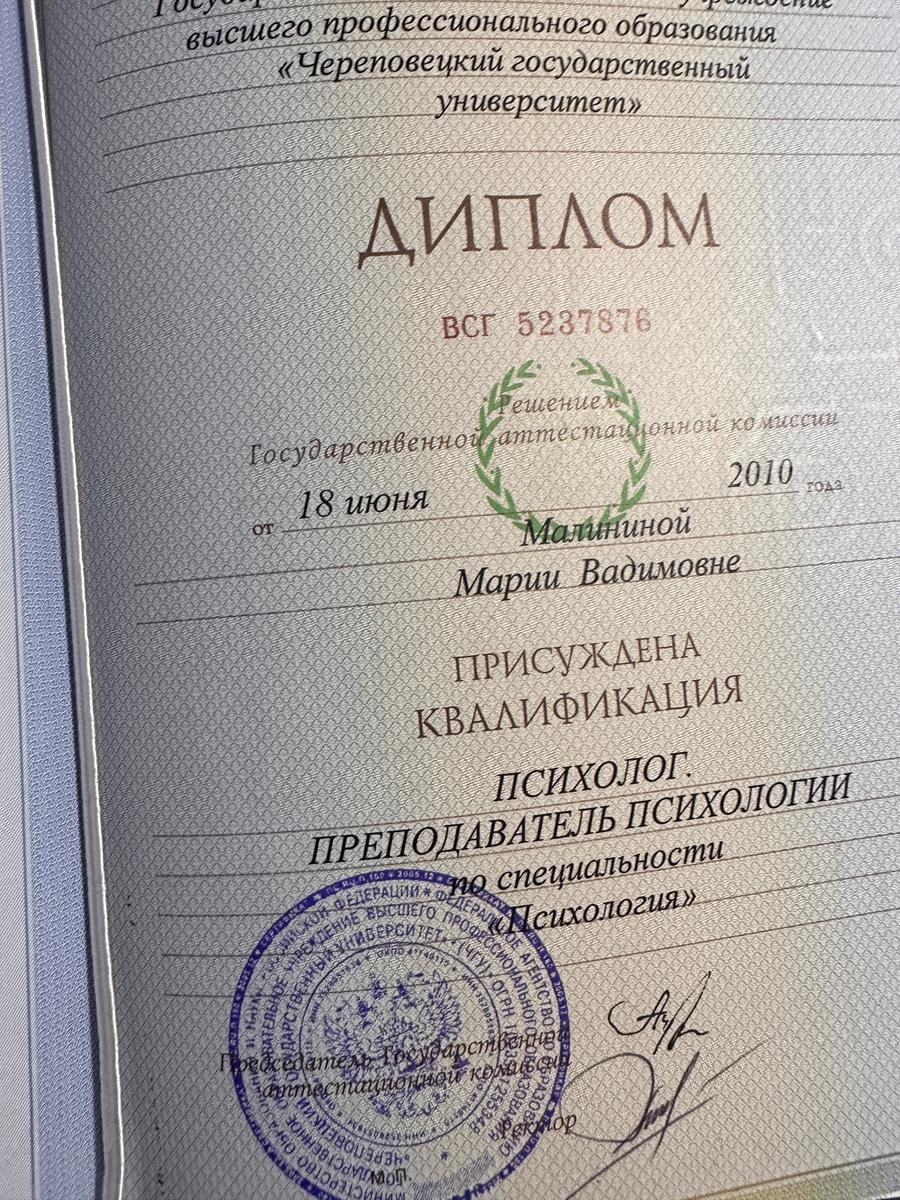 высшего профессионального образования
«Череповецкий государственный
университет»
ДИПЛОМ
ВСГ 5237876
Решением
Государственной аттестационной комиссии
от 18 июня 2010 года
Малининой
Марии Вадимовне
ПРИСУЖДЕНА
КВАЛИФИКАЦИЯ
ПСИХОЛОГ.
ПРЕПОДАВАТЕЛЬ ПСИХОЛОГИИ
по специальности
«Психология»
Председатель Государственной
аттестационной комиссии
Ректор